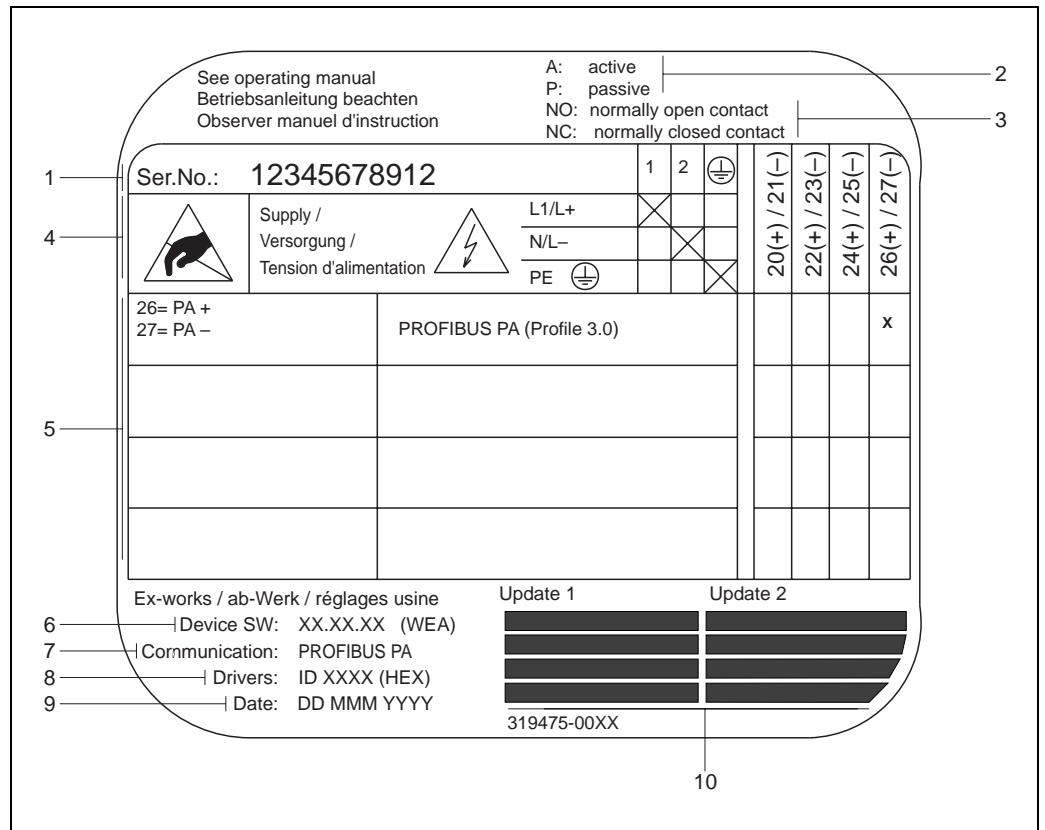 See operating manual
Betriebsanleitung beachten
Observer manuel d'instruction
A: active
P: passive
NO: normally open contact
NC: normally closed contact
2
3
1
Ser.No.: 12345678912
1 2
20(+) / 21(–)
22(+) / 23(–)
24(+) / 25(–)
26(+) / 27(–)
4
Supply /
Versorgung /
Tension d'alimentation
L1/L+
N/L–
PE
26= PA +
27= PA –
PROFIBUS PA (Profile 3.0)
x
5
Ex-works / ab-Werk / réglages usine
Update 1
Update 2
6
Device SW: XX.XX.XX (WEA)
7
Communication: PROFIBUS PA
8
Drivers: ID XXXX (HEX)
9
Date: DD MMM YYYY
319475-00XX
10